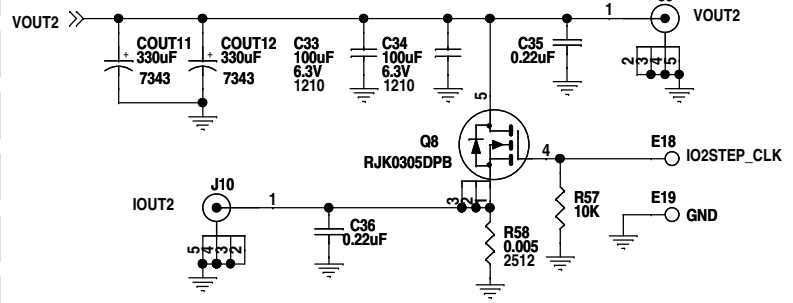 VOUT2
COUT11
330uF
7343
COUT12
330uF
7343
C33
100uF
6.3V
1210
C34
100uF
6.3V
1210
C35
0.22uF
1
VOUT2
2
3
4
5
5
Q8
RJK0305DPB
4
E18
IO2STEP_CLK
R57
10K
E19
GND
IOUT2
J10
1
5
4
3
2
C36
0.22uF
3
2
1
R58
0.005
2512